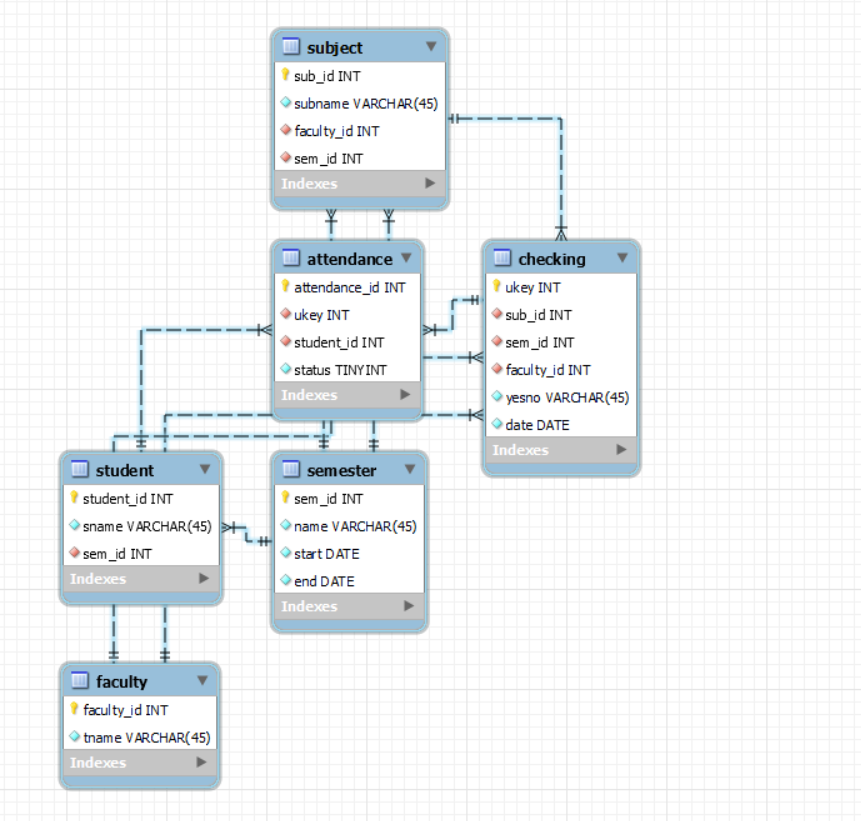 subject
sub_id INT
subname VARCHAR(45)
faculty_id INT
sem_id INT
Indexes
attendance
attendance_id INT
ukey INT
student_id INT
status TINYINT
Indexes
checking
ukey INT
sub_id INT
sem_id INT
faculty_id INT
yesno VARCHAR(45)
date DATE
Indexes
student
student_id INT
sname VARCHAR(45)
sem_id INT
Indexes
semester
sem_id INT
name VARCHAR(45)
start DATE
end DATE
Indexes
faculty
faculty_id INT
tname VARCHAR(45)
Indexes